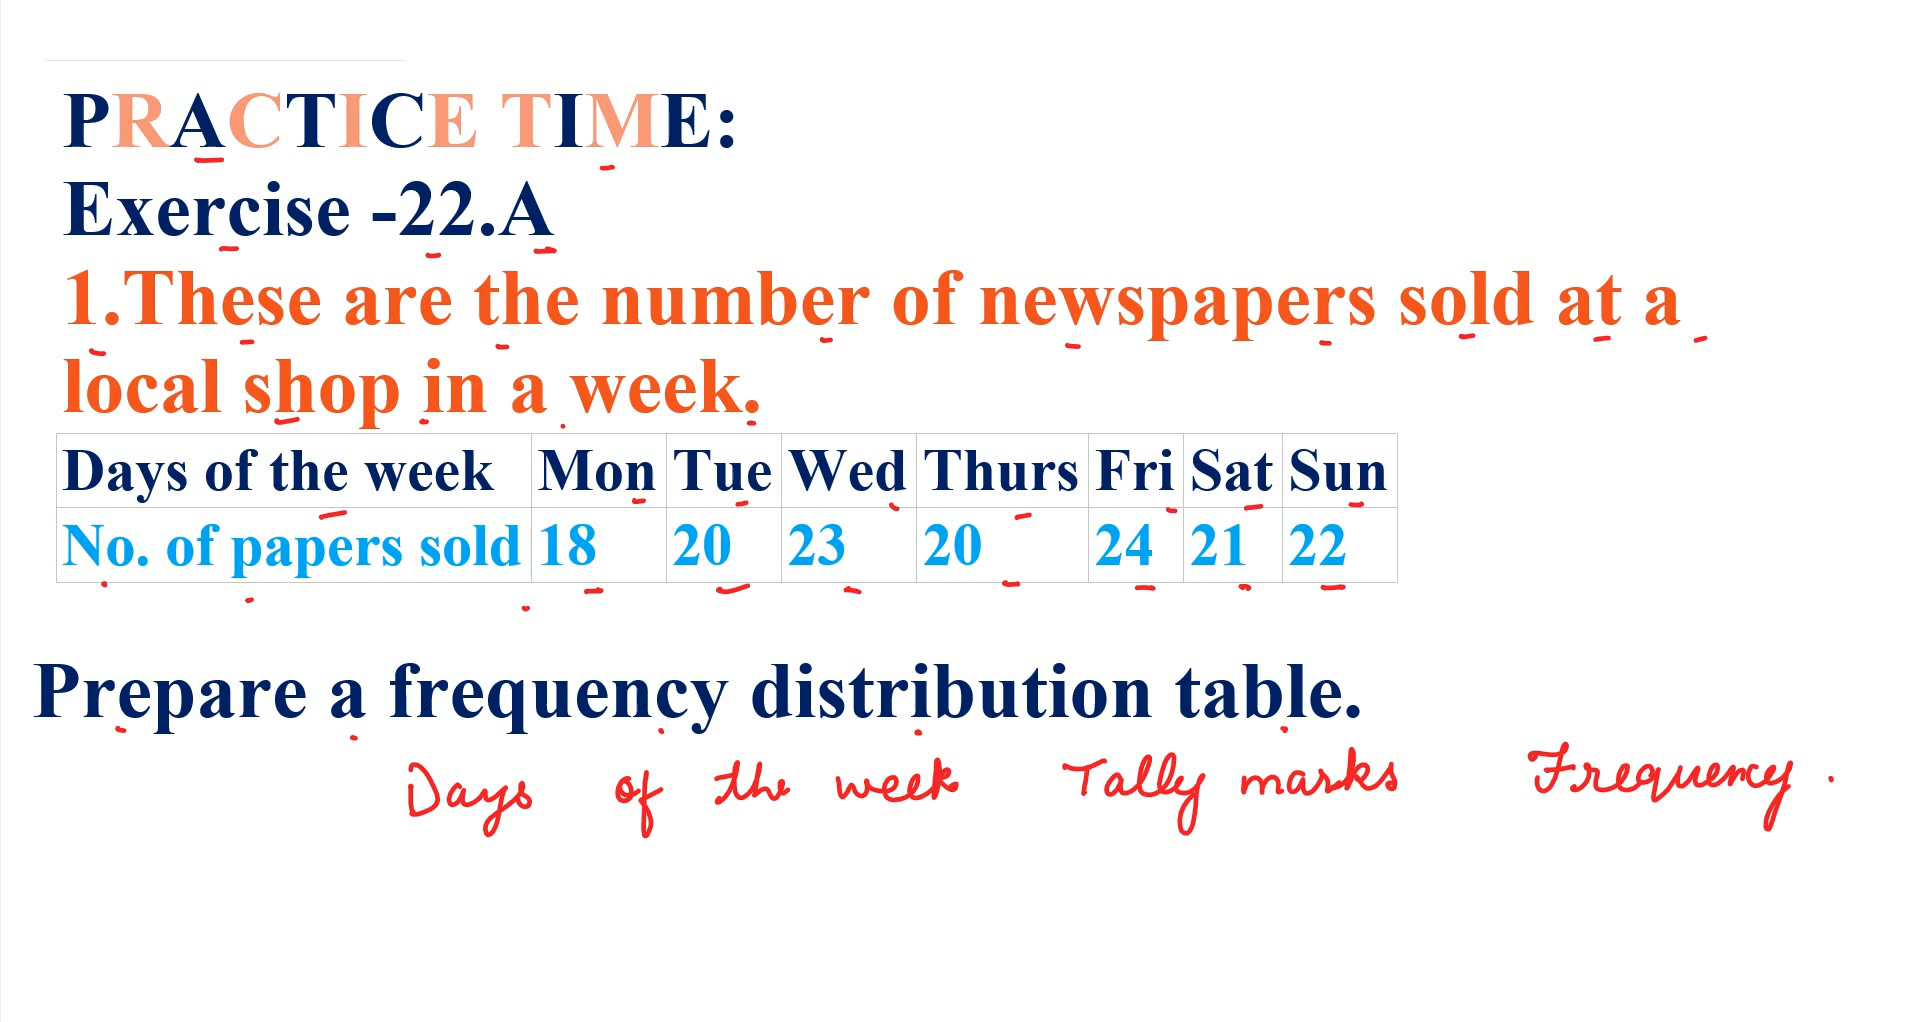 PRACTICE TIME:
Exercise -22.A
1.These are the number of newspapers sold at a
local shop in a week.
Days of the week Mon Tue Wed Thurs Fri Sat Sun
No. of papers sold 18 20 23 20 24 21 22
Prepare a frequency distribution table.
Days of the week Tally marks Frequency.